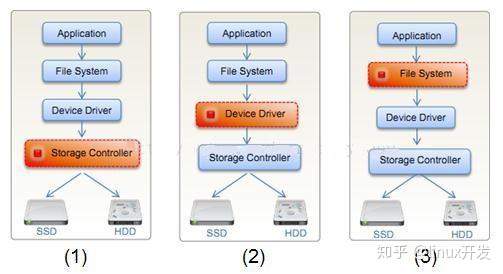 Application
File System
Device Driver
Storage Controller
SSD
HDD
(1)
Application
File System
Device Driver
Storage Controller
SSD
HDD
(2)
Application
File System
Device Driver
Storage Controller
SSD
HDD
(3)
知乎 @linux开发